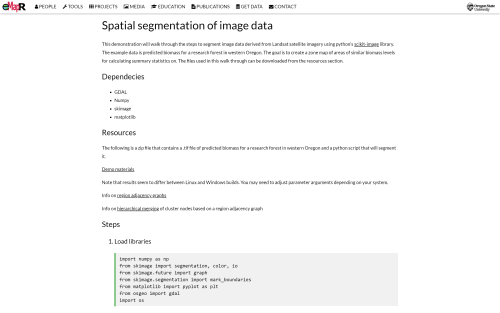 eMapR PEOPLE TOOLS PROJECTS MEDIA EDUCATION PUBLICATIONS GET DATA CONTACT Oregon State University
Spatial segmentation of image data
This demonstration will walk through the steps to segment image data derived from Landsat satellite imagery using python's scikit-image library.
The example data is predicted biomass for a research forest in western Oregon. The goal is to create a zone map of areas of similar biomass levels
for calculating summary statistics on. The files used in this walk through can be downloaded from the resources section.
Dependecies
GDAL
Numpy
skimage
matplotlib
Resources
The following is a zip file that contains a .tif file of predicted biomass for a research forest in western Oregon and a python script that will segment
it.
Demo materials
Note that results seem to differ between Linux and Windows builds. You may need to adjust parameter arguments depending on your system.
Info on region adjacency graphs
Info on hierarchical merging of cluster nodes based on a region adjacency graph
Steps
1. Load libraries
import numpy as np
from skimage import segmentation, color, io
from skimage.future import graph
from skimage.segmentation import mark_boundaries
from matplotlib import pyplot as plt
from osgeo import gdal
import os